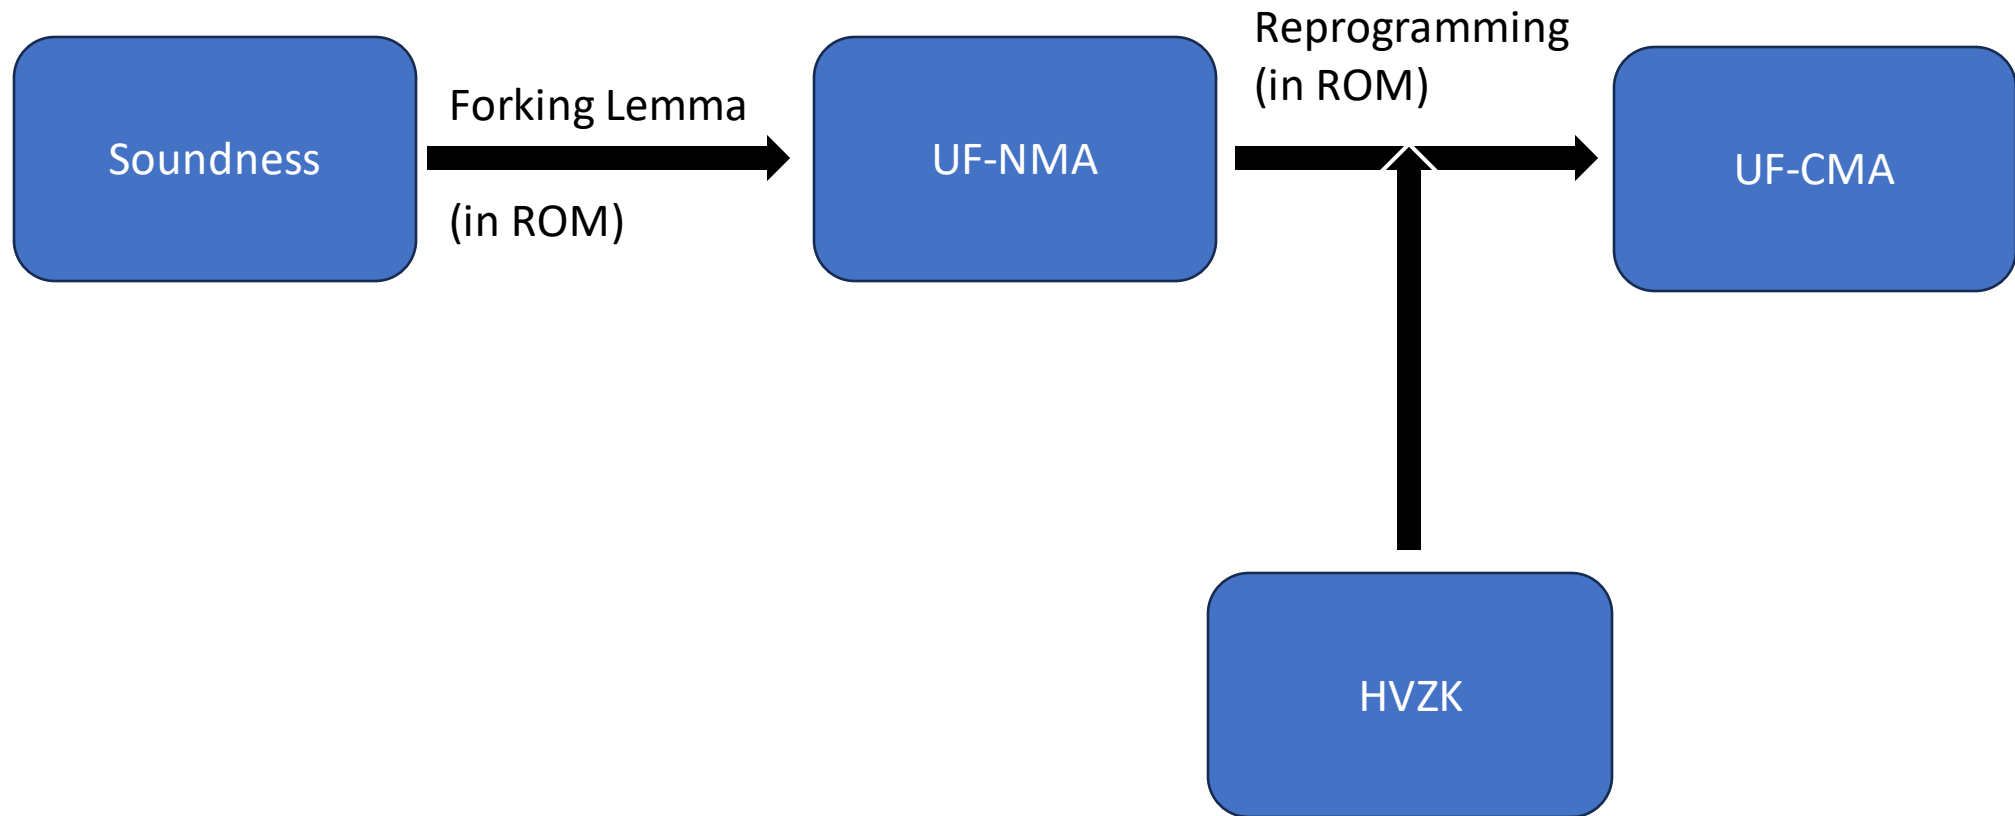 Soundness
Forking Lemma
(in ROM)
UF-NMA
Reprogramming
(in ROM)
UF-CMA
HVZK